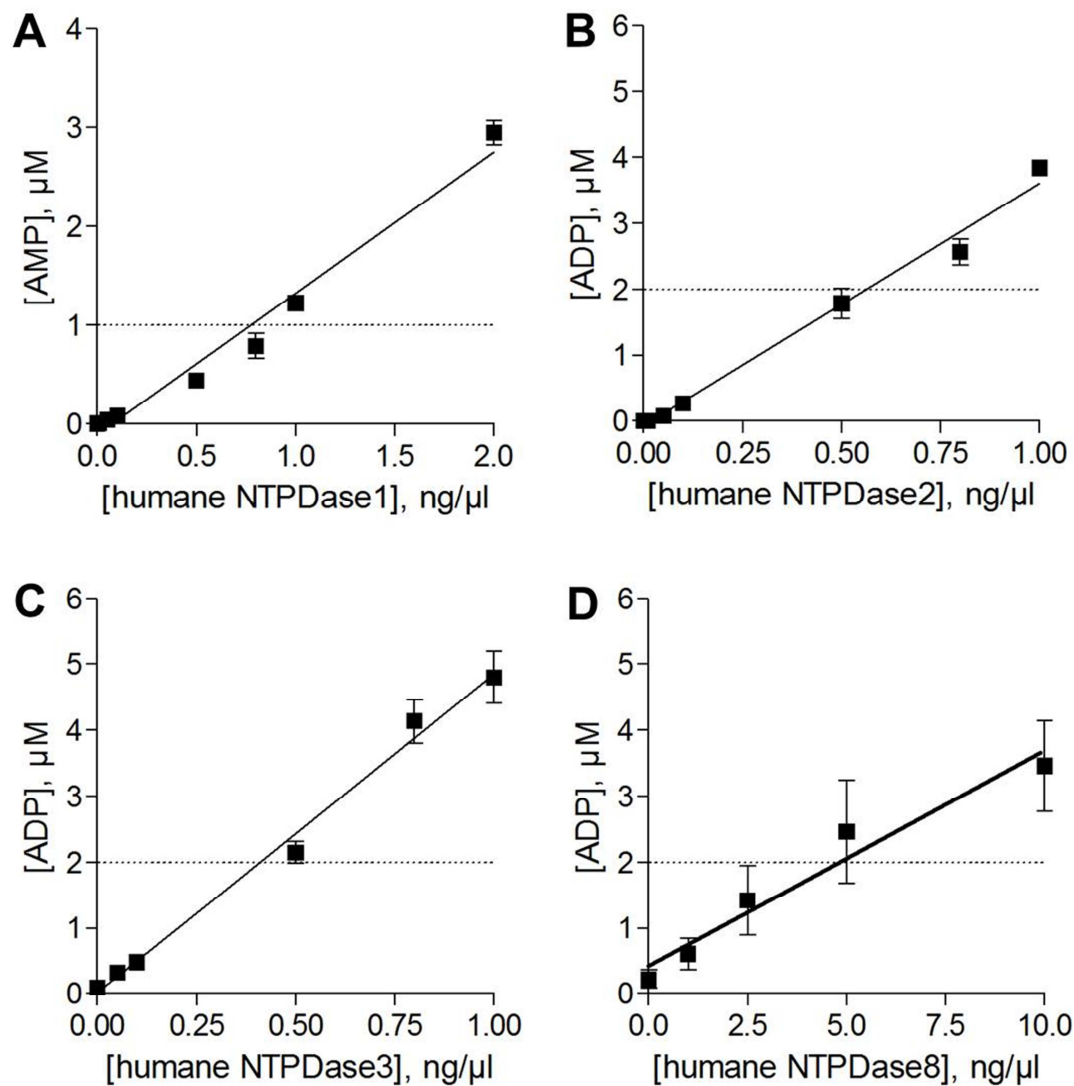 A
4
3
2
1
0
[AMP], µM
0.0 0.5 1.0 1.5 2.0
[humane NTPDase1], ng/µl
B
6
5
4
3
2
1
0
[ADP], µM
0.00 0.25 0.50 0.75 1.00
[humane NTPDase2], ng/µl
C
6
5
4
3
2
1
0
[ADP], µM
0.00 0.25 0.50 0.75 1.00
[humane NTPDase3], ng/µl
D
6
5
4
3
2
1
0
[ADP], µM
0.0 2.5 5.0 7.5 10.0
[humane NTPDase8], ng/µl